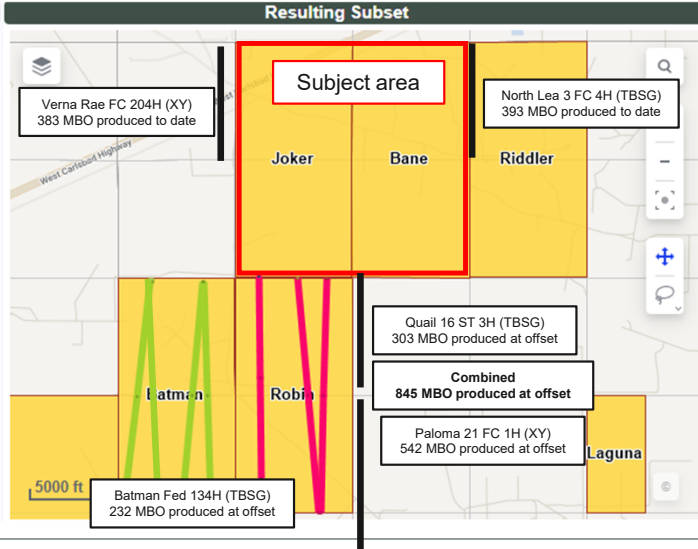 Resulting Subset
Subject area
Verna Rae FC 204H (XY)
383 MBO produced to date
North Lea 3 FC 4H (TBSG)
393 MBO produced to date
West Carlsbad Highway
Joker
Bane
Riddler
Quail 16 ST 3H (TBSG)
303 MBO produced at offset
Combined
845 MBO produced at offset
Batman
Robin
Paloma 21 FC 1H (XY)
542 MBO produced at offset
Laguna
5000 ft
Batman Fed 134H (TBSG)
232 MBO produced at offset
©